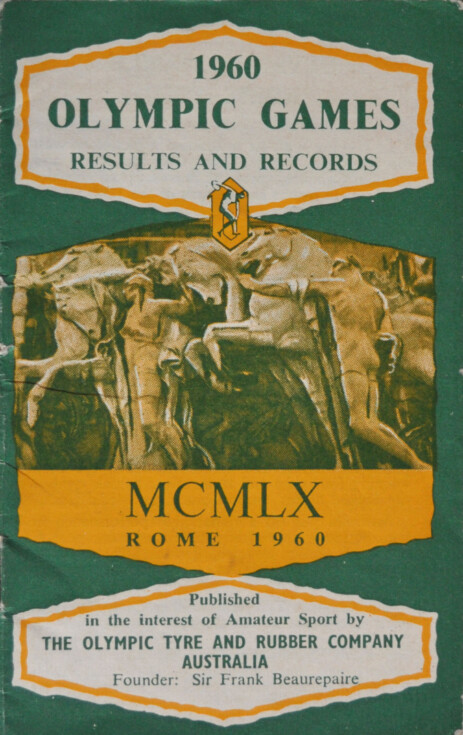 1960
OLYMPIC GAMES
RESULTS AND RECORDS
MCMLX
ROME 1960
Published
in the interest of Amateur Sport by
THE OLYMPIC TYRE AND RUBBER COMPANY
AUSTRALIA
Founder: Sir Frank Beaurepaire